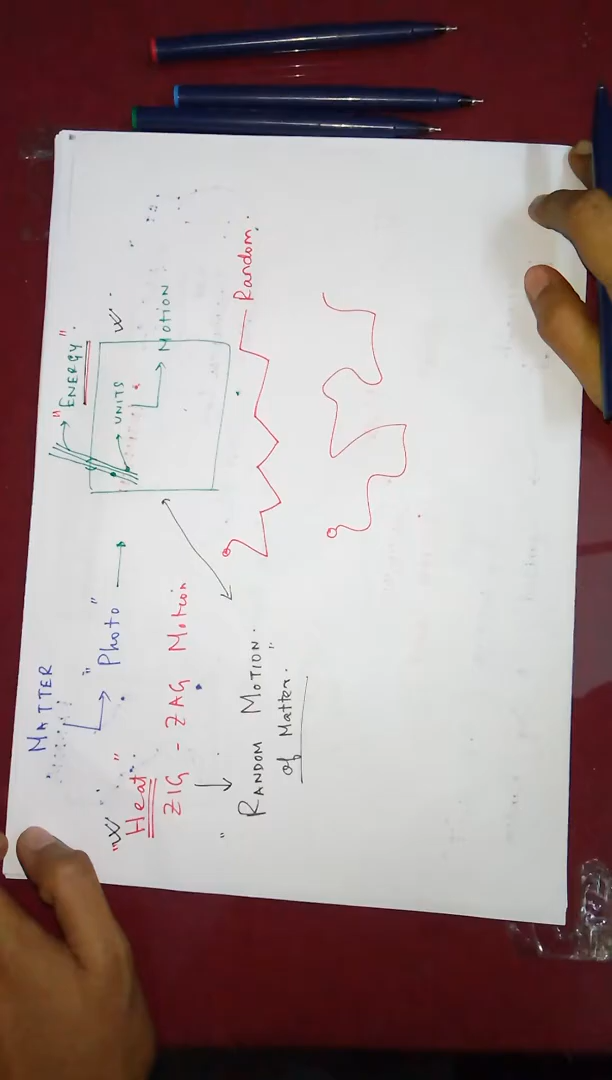 MATTER
"Photo"
"ENERGY"
UNITS
MOTION
"W"
Heat"
ZIG - ZAG Motion
RANDOM MOTION.
of Matter."
Random.